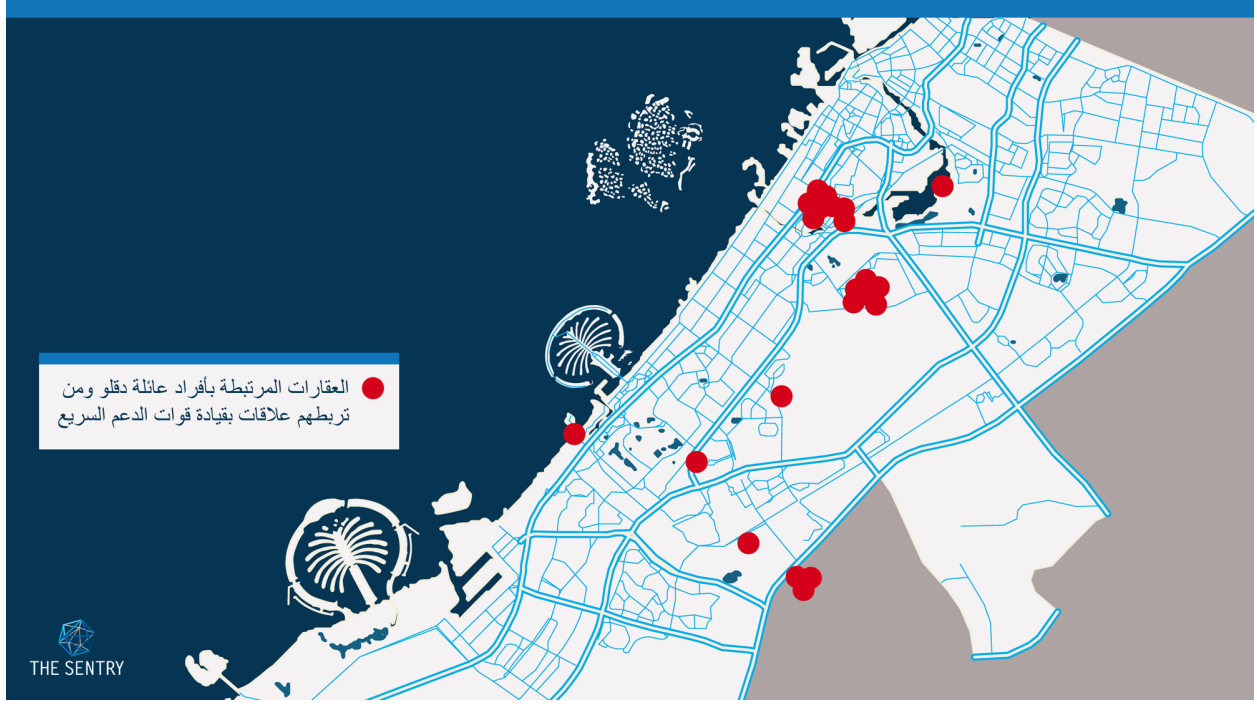 العقارات المرتبطة بأفراد عائلة دقلو ومن
تربطهم علاقات بقيادة قوات الدعم السريع
THE SENTRY